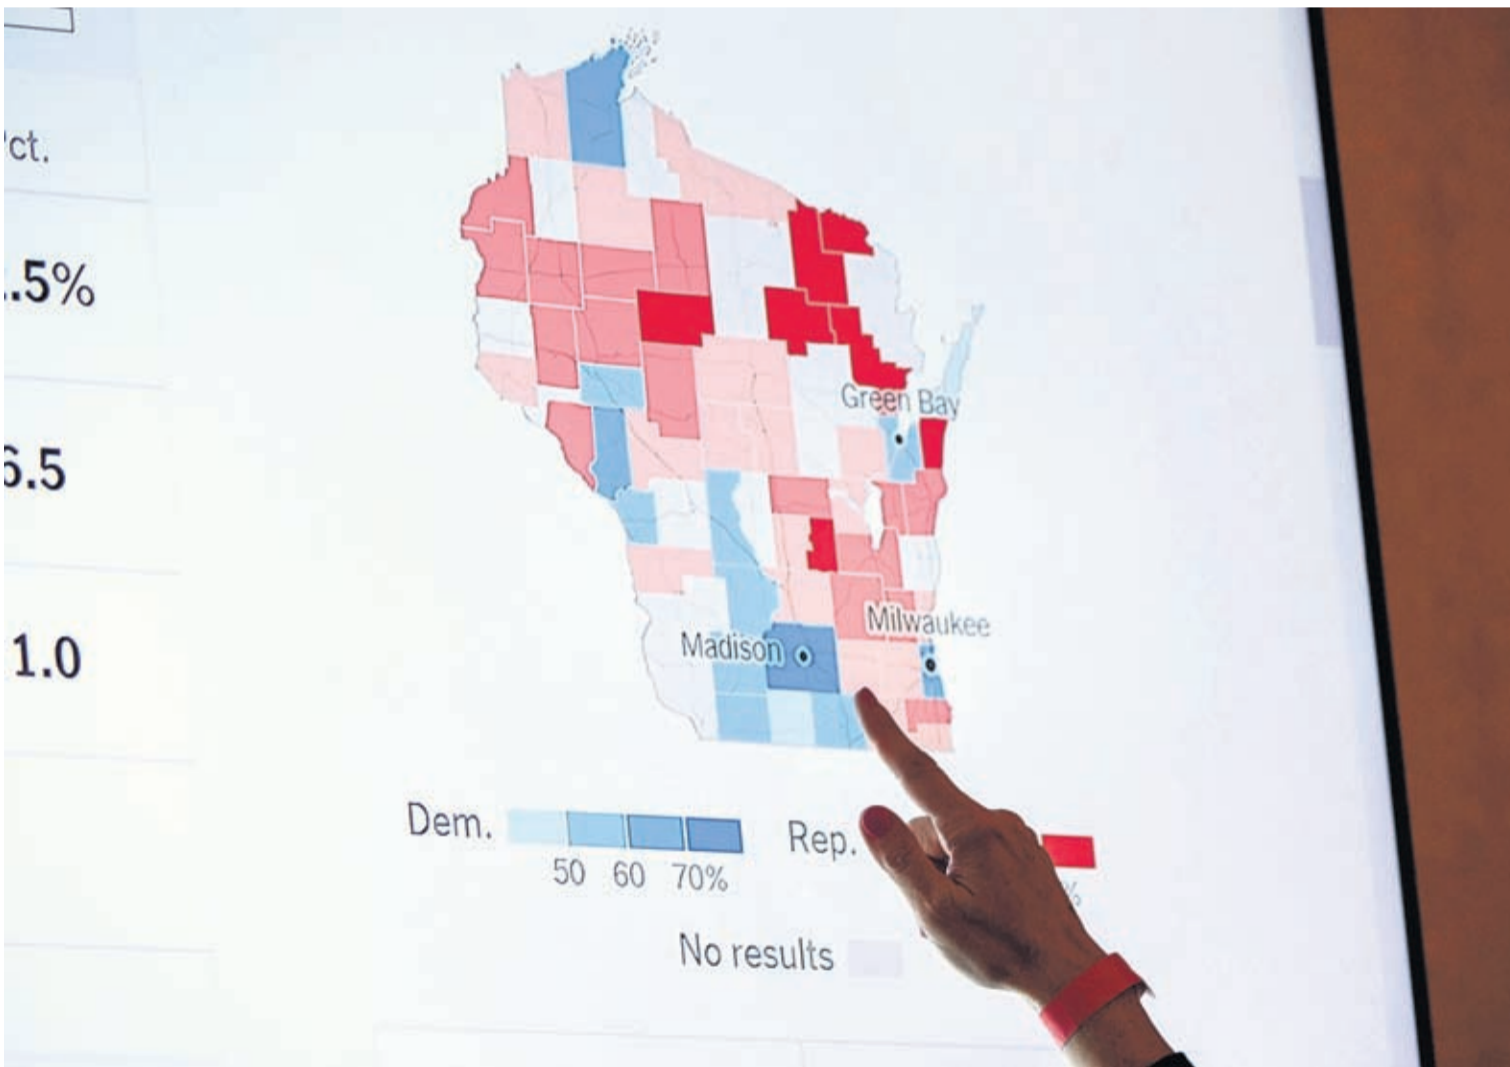 ct.
.5%
6.5
1.0
Green Bay
Milwaukee
Madison
Dem.
50 60 70%
Rep.
%
No results